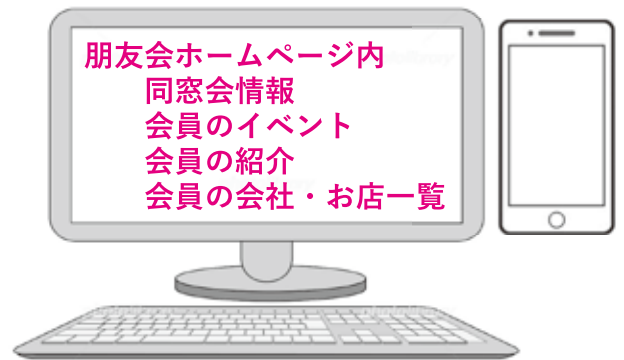 朋友会ホームページ内
同窓会情報
会員のイベント
会員の紹介
会員の会社・お店一覧